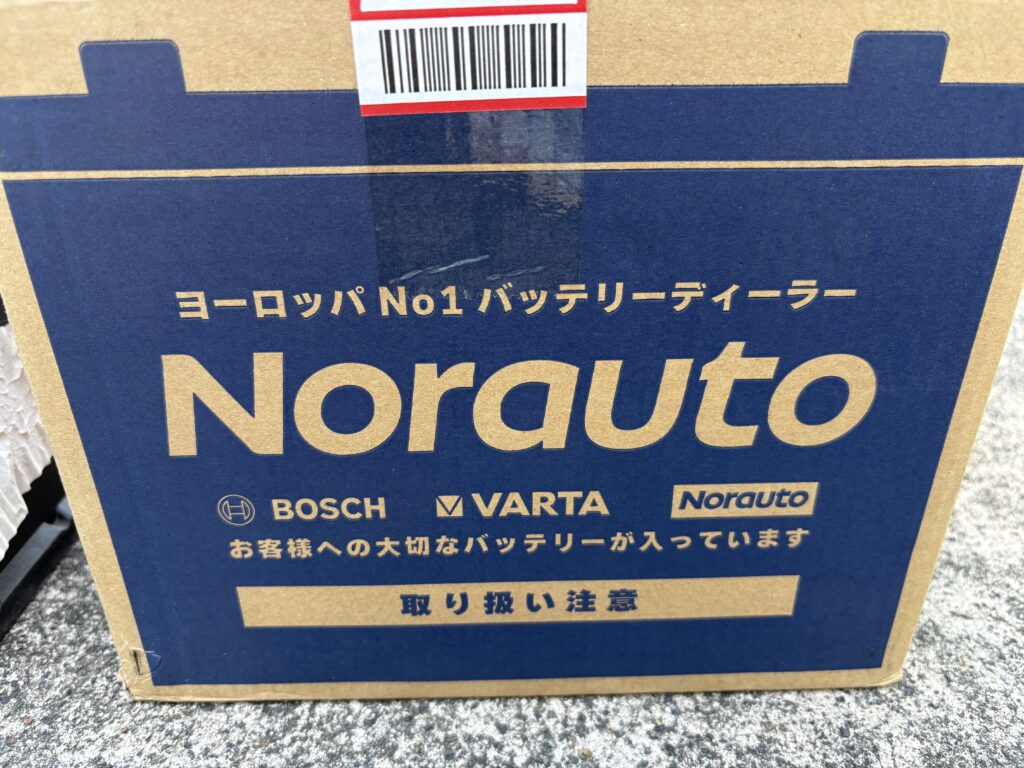 ヨーロッパ No1 バッテリーディーラー
Norauto
BOSCH VARTA Norauto
お客様への大切なバッテリーが入っています
取り扱い注意